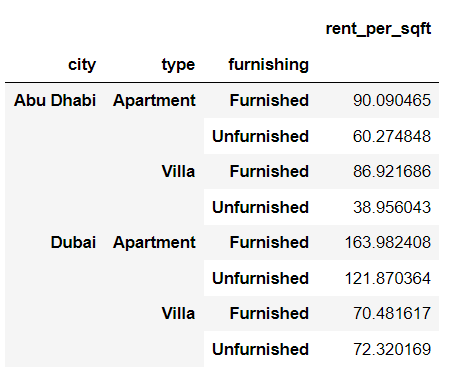 rent_per_sqft
city type furnishing
Abu Dhabi Apartment Furnished 90.090465
Unfurnished 60.274848
Villa Furnished 86.921686
Unfurnished 38.956043
Dubai Apartment Furnished 163.982408
Unfurnished 121.870364
Villa Furnished 70.481617
Unfurnished 72.320169